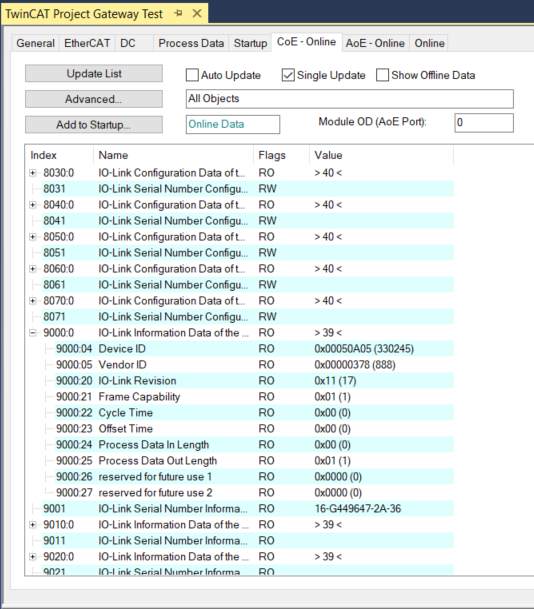 TwinCAT Project Gateway Test
General EtherCAT DC Process Data Startup CoE - Online AoE - Online Online
Update List Auto Update Single Update Show Offline Data
Advanced... All Objects
Add to Startup... Online Data Module OD (AoE Port): 0
Index Name Flags Value
8030:0 IO-Link Configuration Data of t... RO > 40 <
8031 IO-Link Serial Number Configu... RW
8040:0 IO-Link Configuration Data of t... RO > 40 <
8041 IO-Link Serial Number Configu... RW
8050:0 IO-Link Configuration Data of t... RO > 40 <
8051 IO-Link Serial Number Configu... RW
8060:0 IO-Link Configuration Data of t... RO > 40 <
8061 IO-Link Serial Number Configu... RW
8070:0 IO-Link Configuration Data of t... RO > 40 <
8071 IO-Link Serial Number Configu... RW
9000:0 IO-Link Information Data of the ... RO > 39 <
9000:04 Device ID RO 0x00050A05 (330245)
9000:05 Vendor ID RO 0x00000378 (888)
9000:20 IO-Link Revision RO 0x11 (17)
9000:21 Frame Capability RO 0x01 (1)
9000:22 Cycle Time RO 0x00 (0)
9000:23 Offset Time RO 0x00 (0)
9000:24 Process Data In Length RO 0x00 (0)
9000:25 Process Data Out Length RO 0x01 (1)
9000:26 reserved for future use 1 RO 0x0000 (0)
9000:27 reserved for future use 2 RO 0x0000 (0)
9001 IO-Link Serial Number Informa... RO 16-G449647-2A-36
9010:0 IO-Link Information Data of the ... RO > 39 <
9011 IO-Link Serial Number Informa... RO
9020:0 IO-Link Information Data of the ... RO > 39 <
9021 IO-Link Serial Number Informa... RO